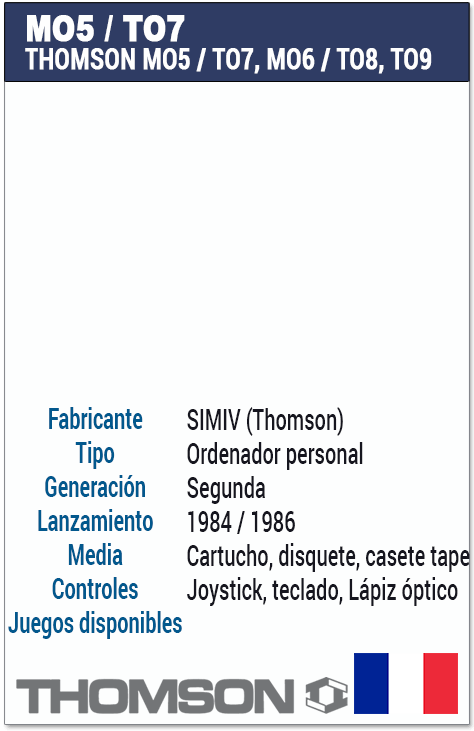 MO5 / TO7
THOMSON MO5 / TO7, MO6 / TO8, TO9
Fabricante SIMIV (Thomson)
Tipo Ordenador personal
Generación Segunda
Lanzamiento 1984 / 1986
Media Cartucho, disquete, casete tape
Controles Joystick, teclado, Lápiz óptico
Juegos disponibles
THOMSON